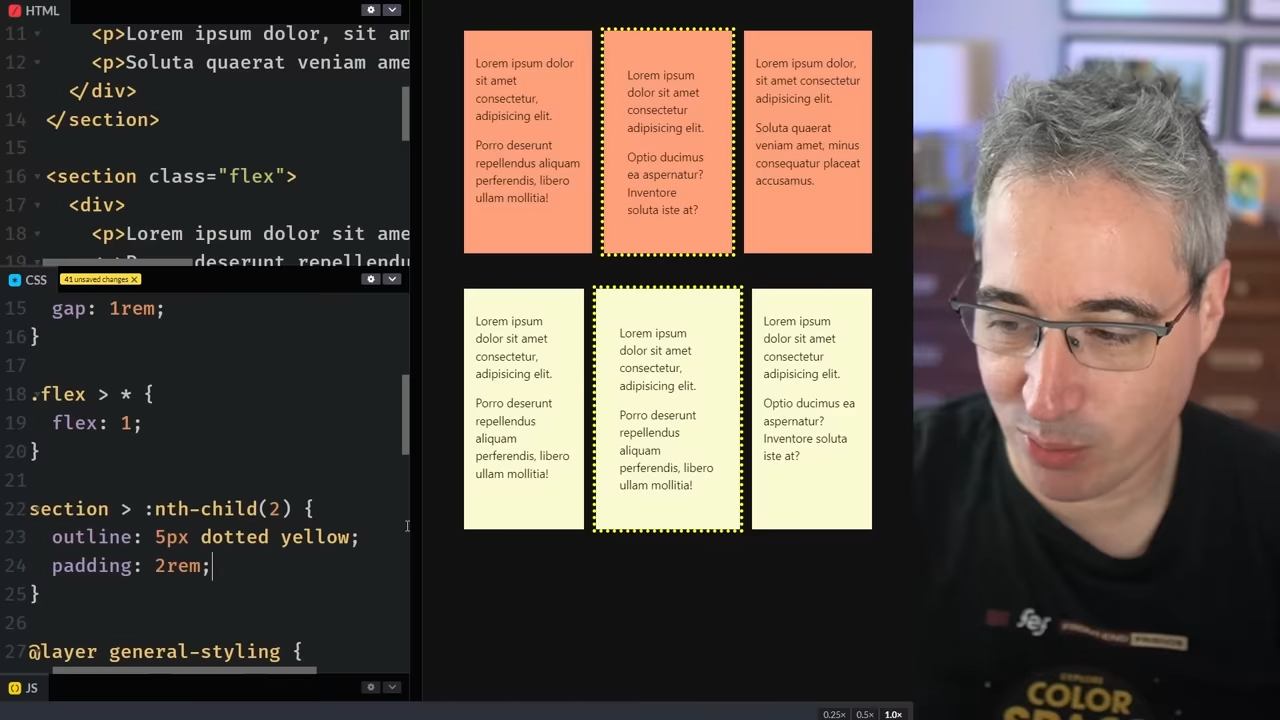 HTML
11 <p>Lorem ipsum dolor, sit am
12 <p>Soluta quaerat veniam ame
13 </div>
14 </section>
15
16 <section class="flex">
17 <div>
18 <p>Lorem ipsum dolor sit ame
19 deserunt repellendu
CSS
41 unsaved changes X
15 gap: 1rem;
16 }
17
18 .flex > * {
19 flex: 1;
20 }
21
22 section > :nth-child(2) {
23 outline: 5px dotted yellow;
24 padding: 2rem;
25 }
26
27 @layer general-styling {
JS
Lorem ipsum dolor
sit amet
consectetur,
adipisicing elit.
Porro deserunt
repellendus aliquam
perferendis, libero
ullam mollitia!
Lorem ipsum
dolor sit amet
consectetur
adipisicing elit.
Optio ducimus
ea aspernatur?
Inventore
soluta iste at?
Lorem ipsum dolor,
sit amet consectetur
adipisicing elit.
Soluta quaerat
veniam amet, minus
consequatur placeat
accusamus.
Lorem ipsum
dolor sit amet
consectetur,
adipisicing elit.
Porro deserunt
repellendus
aliquam
perferendis, libero
ullam mollitia!
Lorem ipsum
dolor sit amet
consectetur,
adipisicing elit.
Porro deserunt
repellendus
aliquam
perferendis, libero
ullam mollitia!
Lorem ipsum
dolor sit amet
consectetur
adipisicing elit.
Optio ducimus ea
aspernatur?
Inventore soluta
iste at?
0.25× 0.5× 1.0×
EXPLORE
COLOR